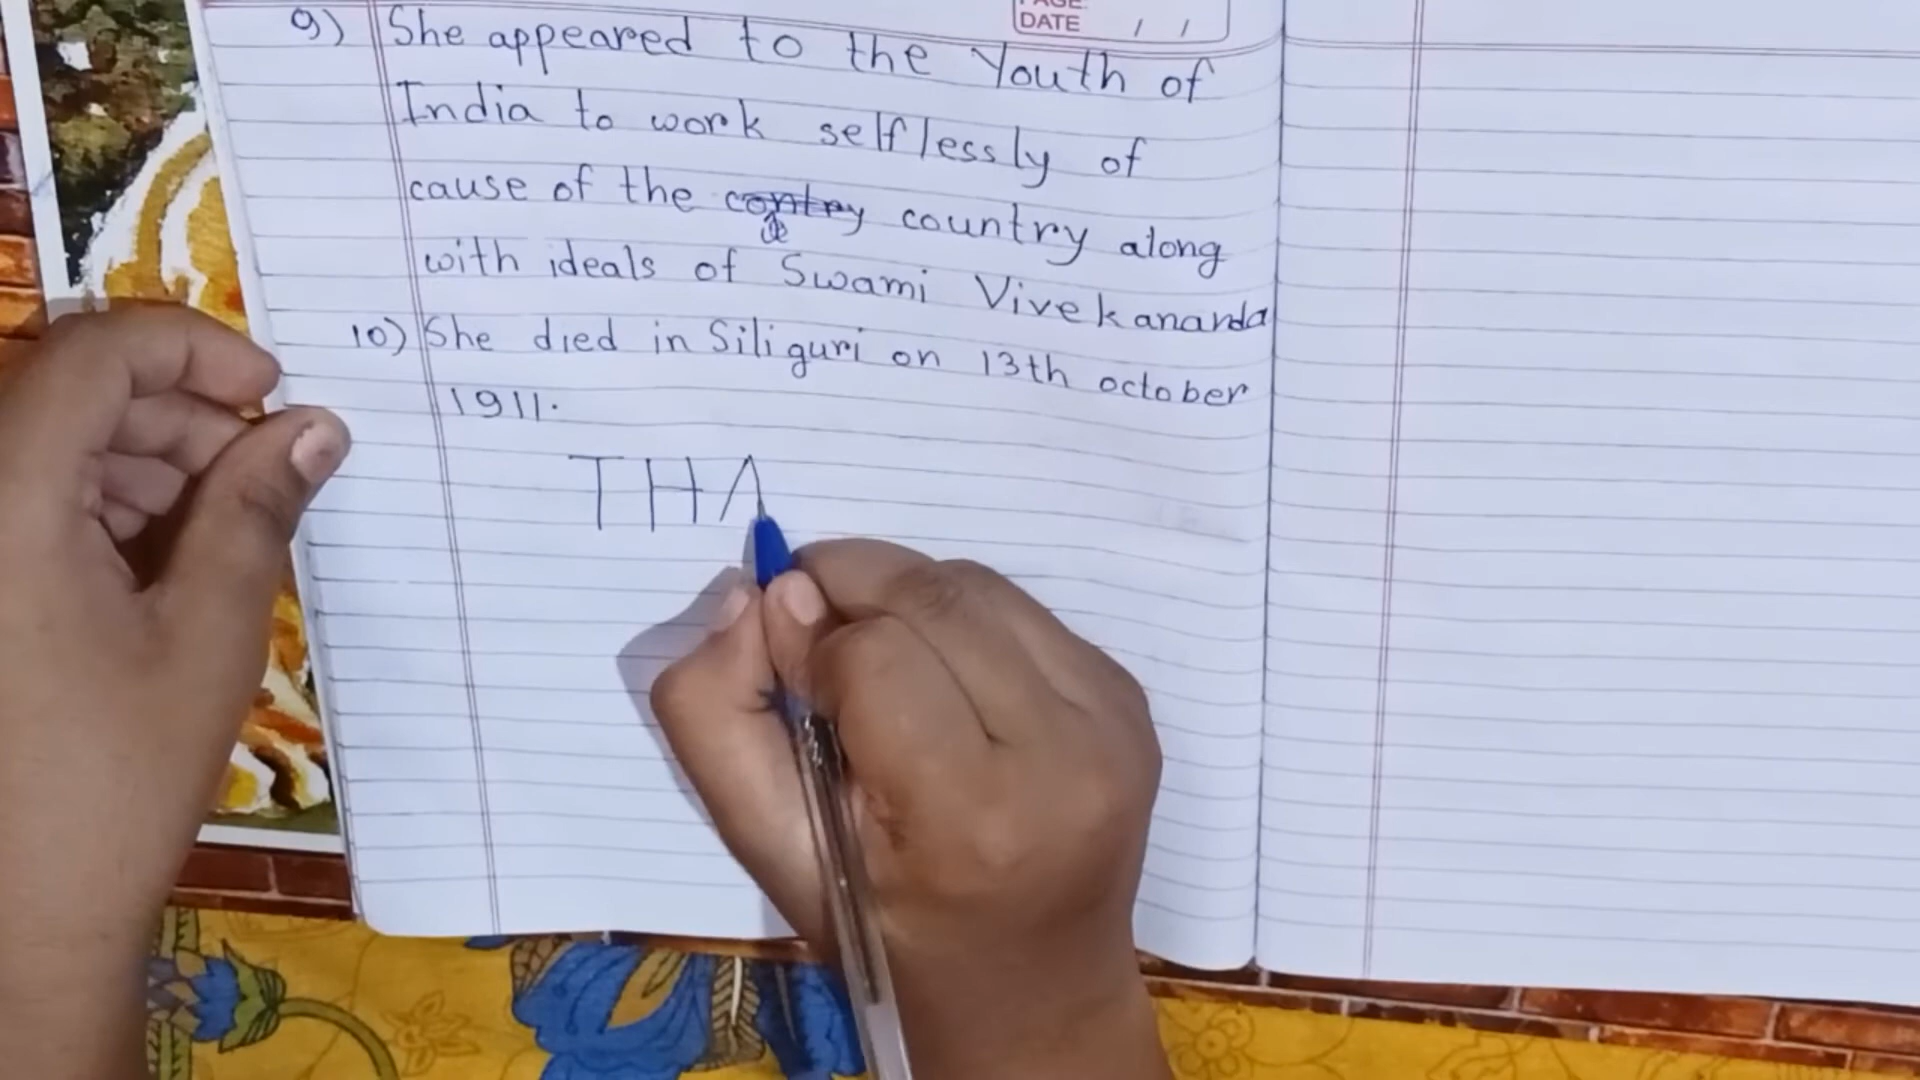 PAGE
DATE / /
9) She appeared to the Youth of
India to work selflessly of
cause of the contry country along
with ideals of Swami Vivekananda
10) She died in Siliguri on 13th october
1911.
THA